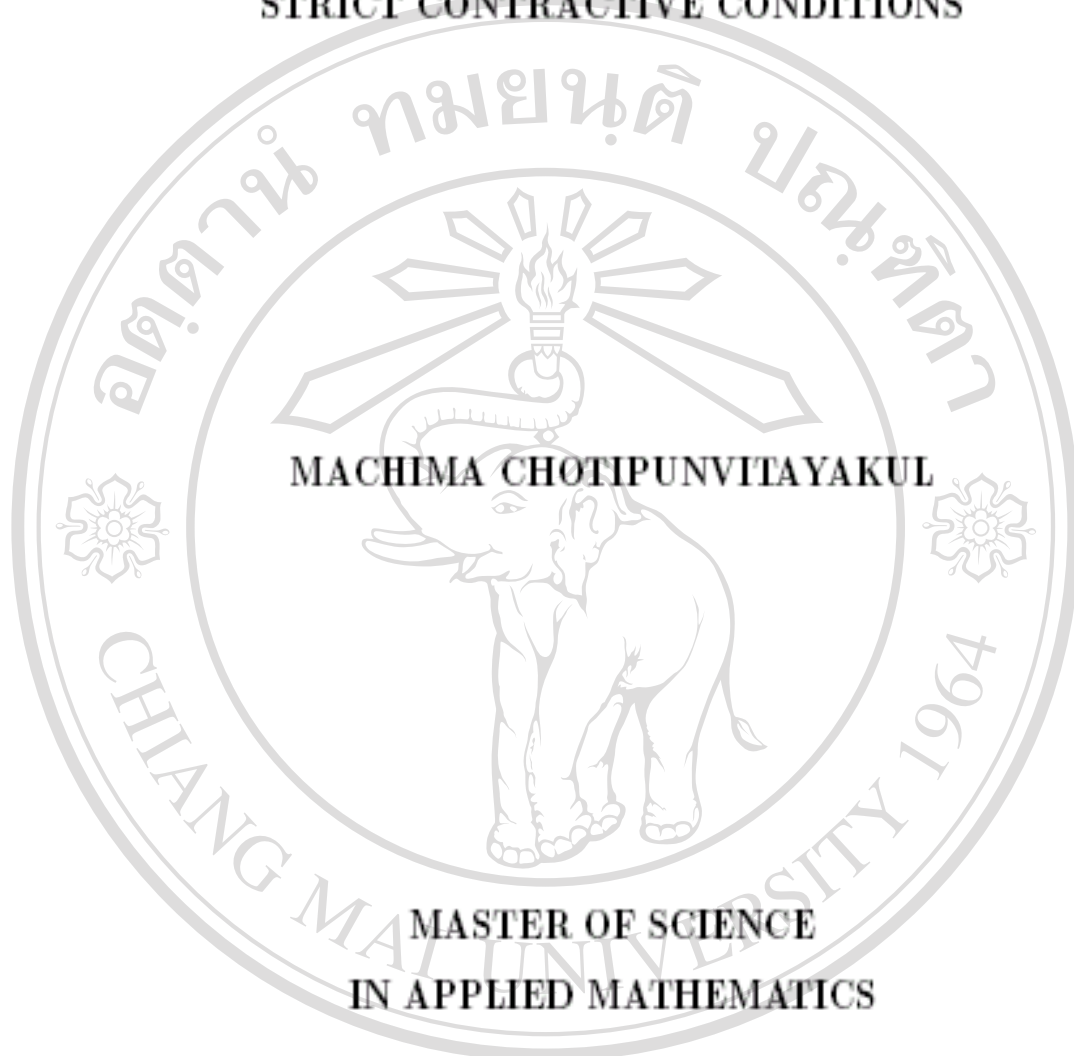 STRICT CONTRACTIVE CONDITIONS
อตฺตานํ ทมยนฺติ ปณฺฑิตา
MACHIMA CHOTIPUNVITAYAKUL
CHIANG MAI UNIVERSITY 1964
MASTER OF SCIENCE
IN APPLIED MATHEMATICS